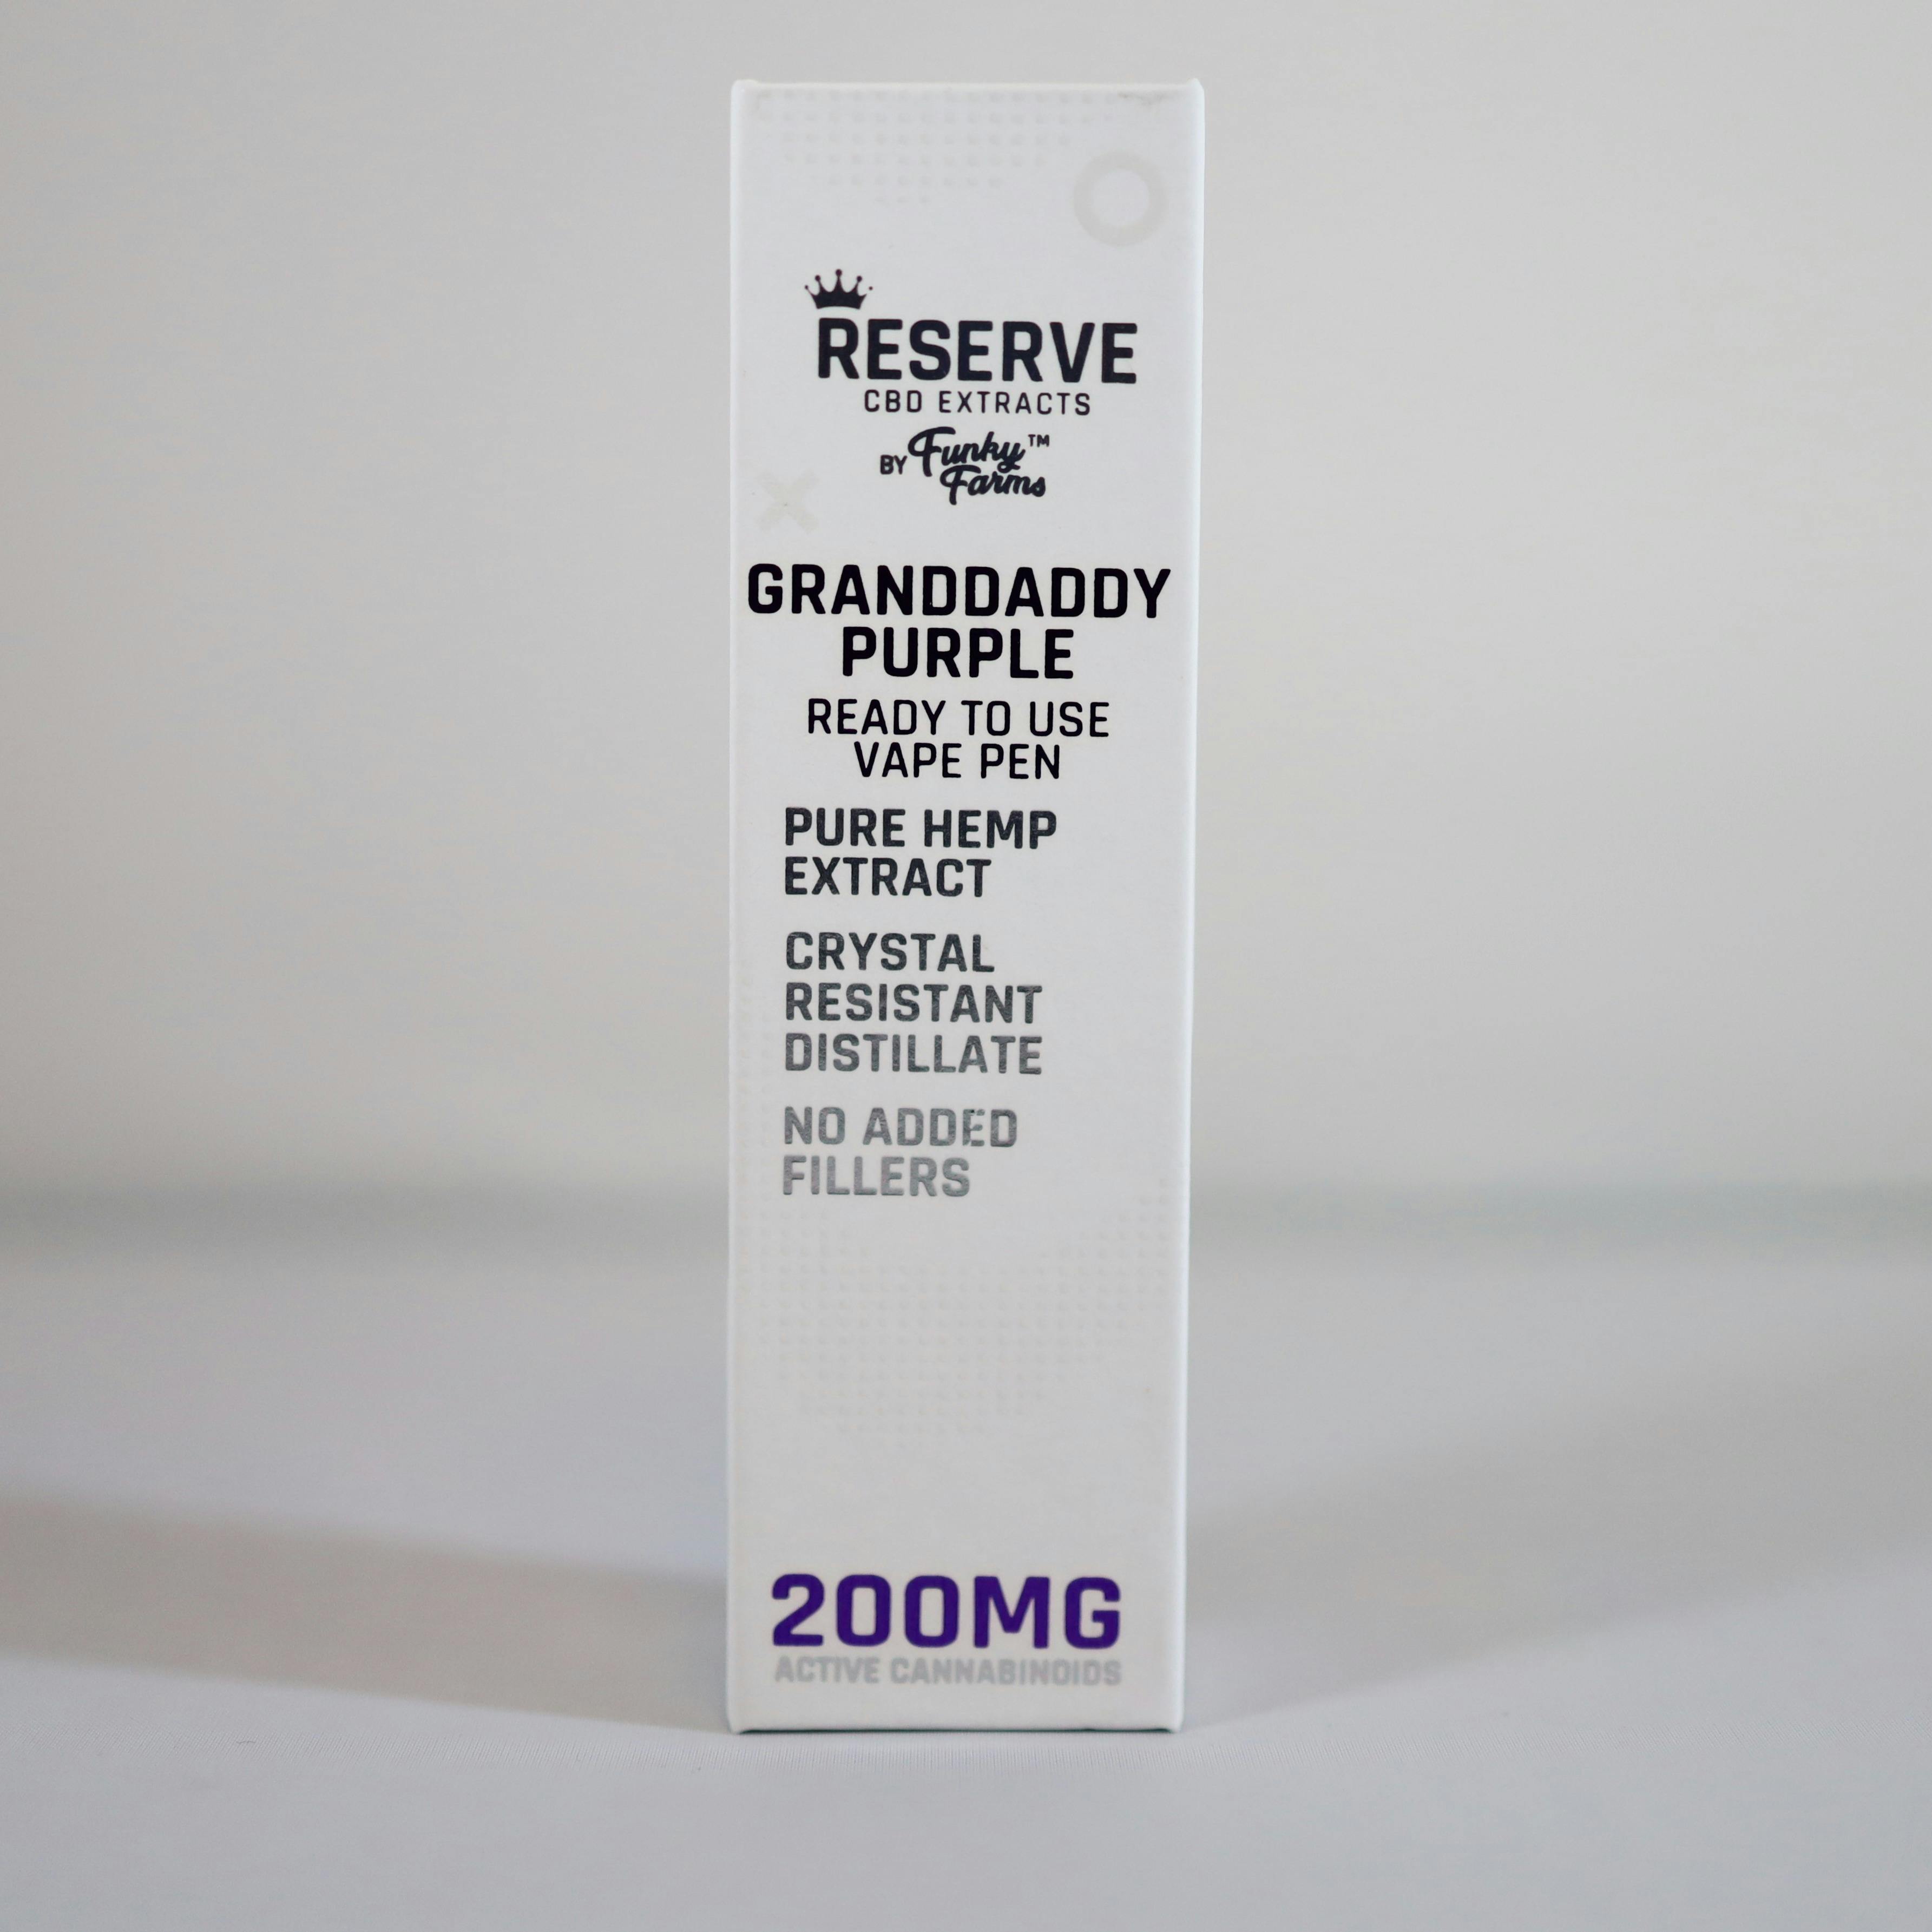 RESERVE
CBD EXTRACTS
BY Funky™
Farms
GRANDDADDY
PURPLE
READY TO USE
VAPE PEN
PURE HEMP
EXTRACT
CRYSTAL
RESISTANT
DISTILLATE
NO ADDED
FILLERS
200MG
ACTIVE CANNABINOIDS